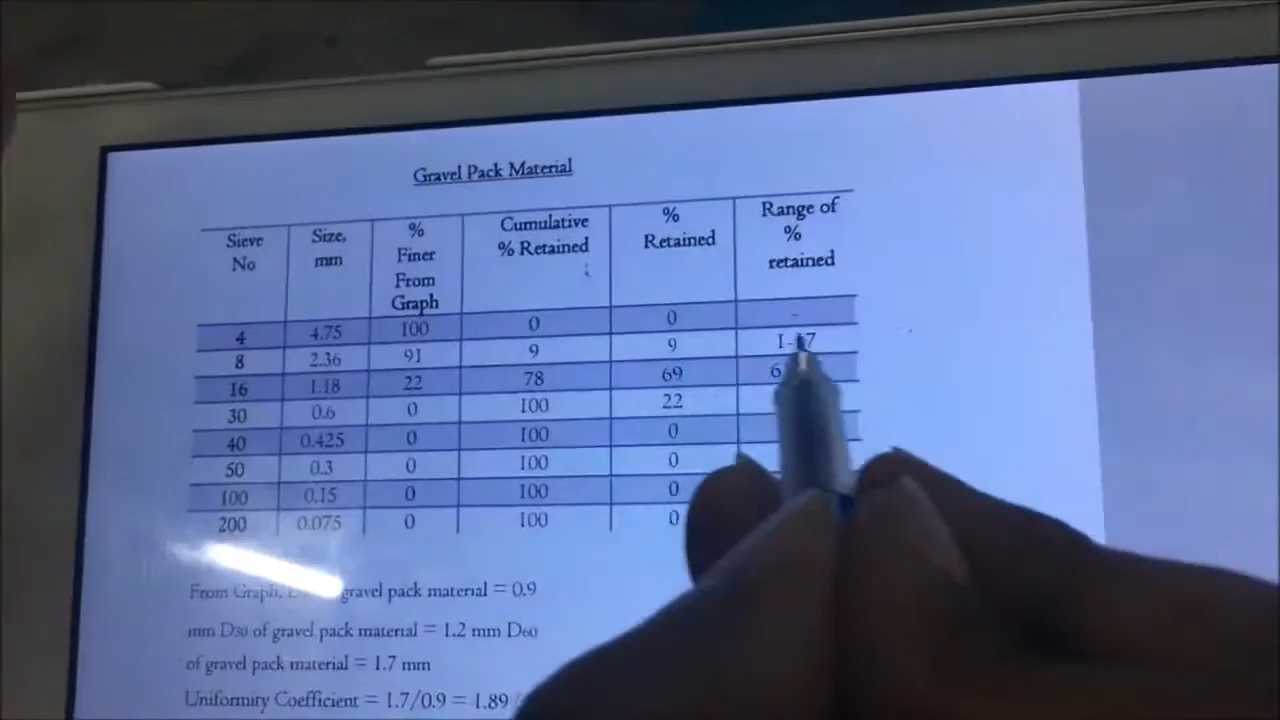 Gravel Pack Material
Sieve No Size, mm % Finer From Graph Cumulative % Retained % Retained Range of % retained
4 4.75 100 0 0 -
8 2.36 91 9 9
16 1.18 22 78 69
30 0.6 0 100 22
40 0.425 0 100 0
50 0.3 0 100 0
100 0.15 0 100 0
200 0.075 0 100 0
From Graph, gravel pack material = 0.9
mm D30 of gravel pack material = 1.2 mm D60
of gravel pack material = 1.7 mm
Uniformity Coefficient = 1.7/0.9 = 1.89